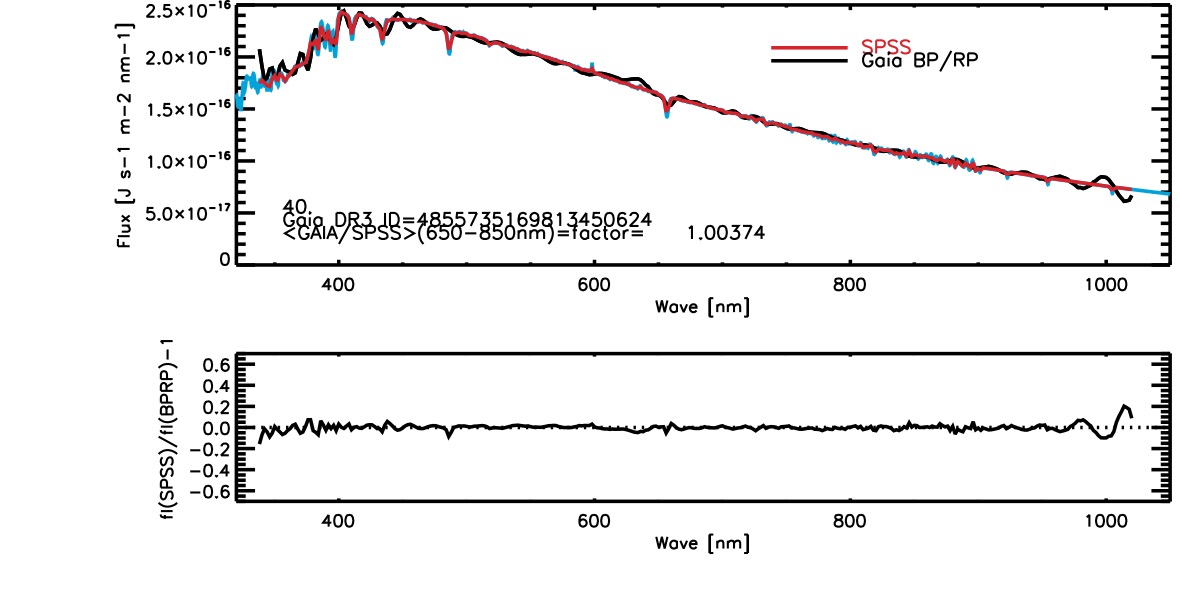 2.5×10−16
2.0×10−16
1.5×10−16
1.0×10−16
5.0×10−17
0
Flux [J s−1 m−2 nm−1]
SPSS
Gaia BP/RP
40.
Gaia DR3 ID=4855735169813450624
<GAIA/SPSS>(650−850nm)=factor= 1.00374
400 600 800 1000
Wave [nm]
0.6
0.4
0.2
0.0
−0.2
−0.4
−0.6
fl(SPSS)/fl(BPRP)−1
400 600 800 1000
Wave [nm]